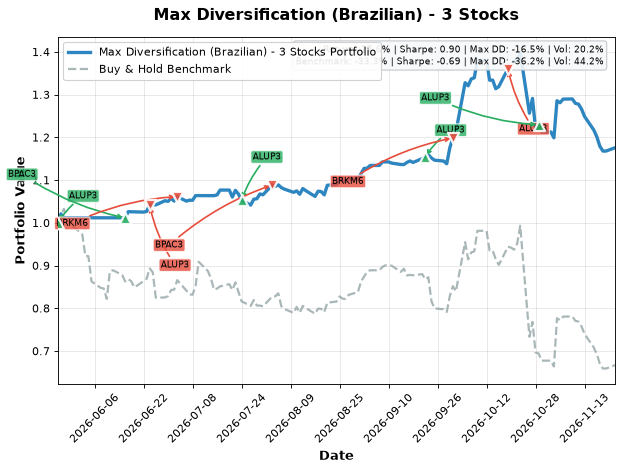 Max Diversification (Brazilian) - 3 Stocks
Max Diversification (Brazilian) - 3 Stocks Portfolio
Buy & Hold Benchmark
% | Sharpe: 0.90 | Max DD: -16.5% | Vol: 20.2%
Benchmark: -33.3% | Sharpe: -0.69 | Max DD: -36.2% | Vol: 44.2%
1.4
1.3
1.2
1.1
1.0
0.9
0.8
0.7
Portfolio Value
BPAC3
ALUP3
BRKM6
BPAC3
ALUP3
ALUP3
BRKM6
ALUP3
ALUP3
2026-06-06
2026-06-22
2026-07-08
2026-07-24
2026-08-09
2026-08-25
2026-09-10
2026-09-26
2026-10-12
2026-10-28
2026-11-13
Date